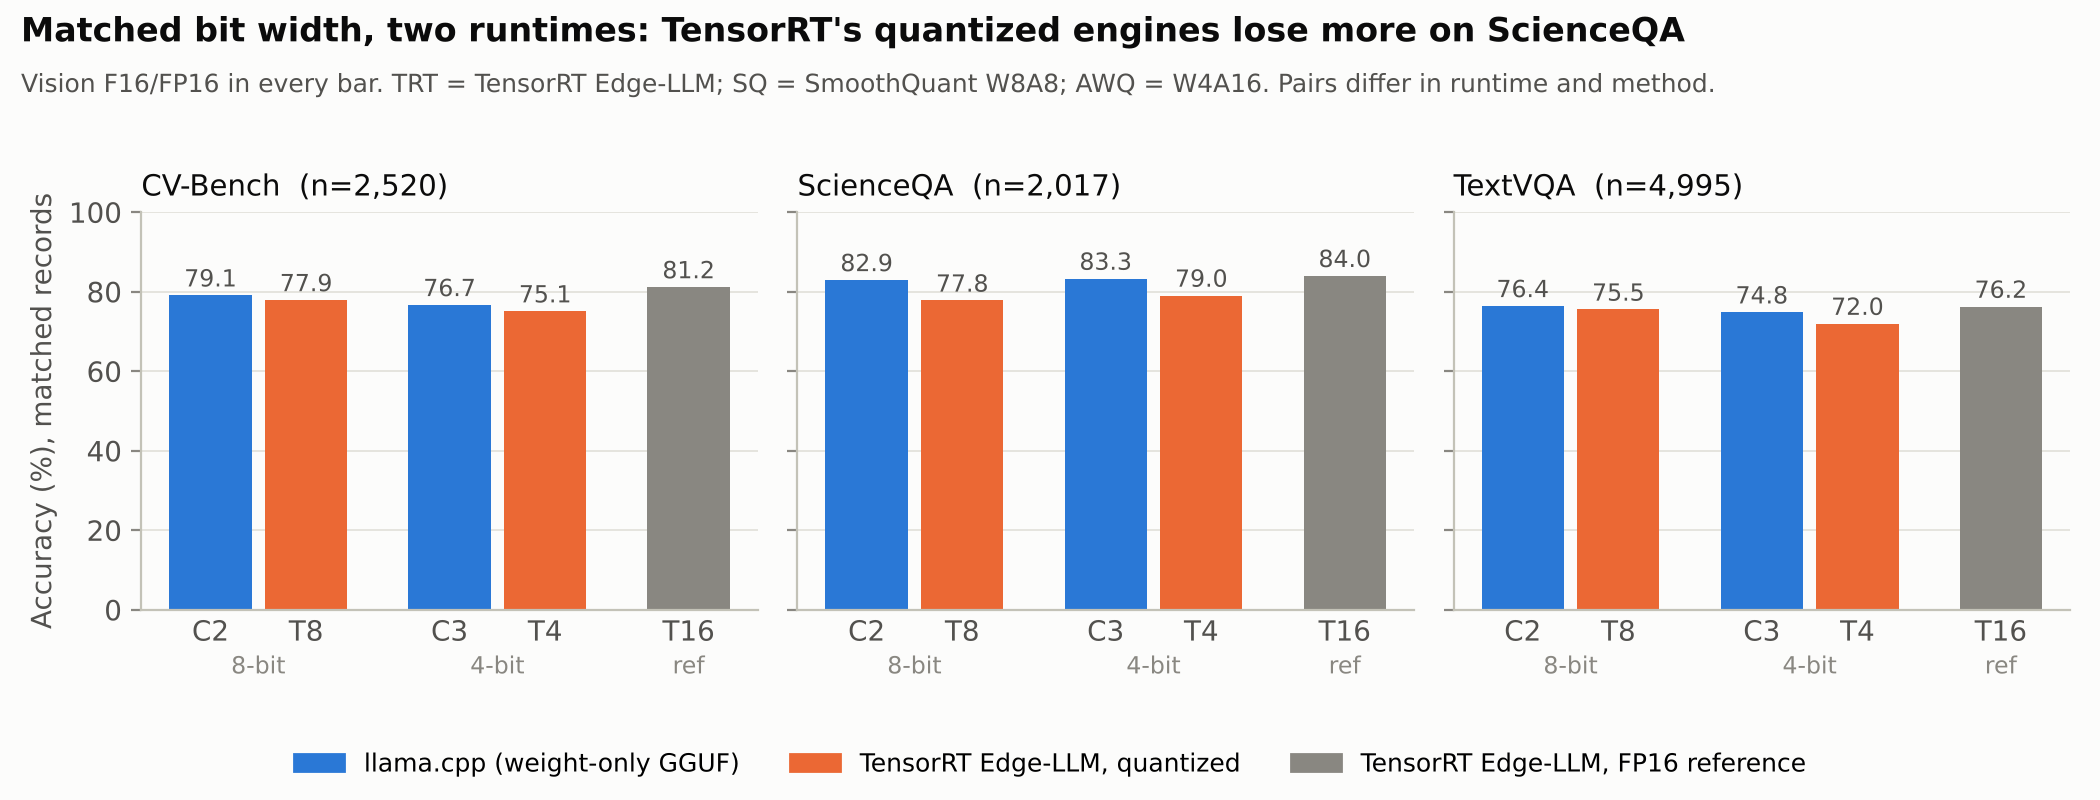 Matched bit width, two runtimes: TensorRT's quantized engines lose more on ScienceQA
Vision F16/FP16 in every bar. TRT = TensorRT Edge-LLM; SQ = SmoothQuant W8A8; AWQ = W4A16. Pairs differ in runtime and method.
Accuracy (%), matched records
CV-Bench (n=2,520)
100
80
60
40
20
0
79.1
77.9
76.7
75.1
81.2
C2 T8 C3 T4 T16
8-bit 4-bit ref
ScienceQA (n=2,017)
82.9
77.8
83.3
79.0
84.0
C2 T8 C3 T4 T16
8-bit 4-bit ref
TextVQA (n=4,995)
76.4
75.5
74.8
72.0
76.2
C2 T8 C3 T4 T16
8-bit 4-bit ref
llama.cpp (weight-only GGUF)
TensorRT Edge-LLM, quantized
TensorRT Edge-LLM, FP16 reference